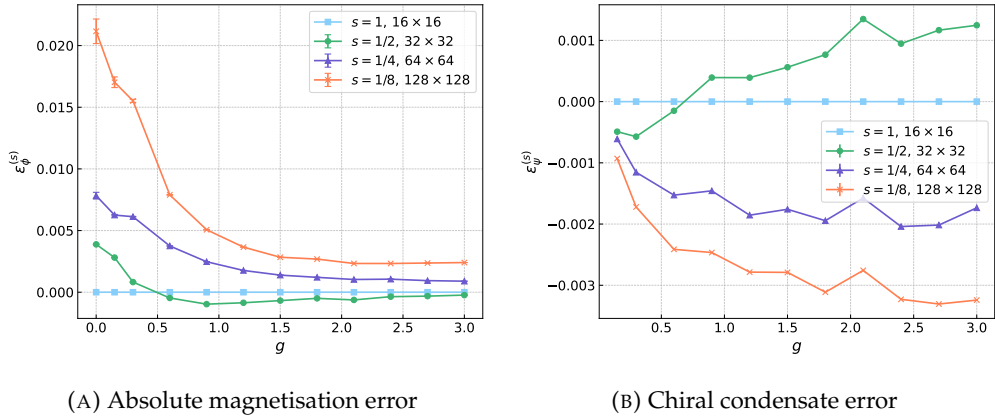 0.020
0.015
0.010
0.005
0.000
ε_ϕ^(s)
0.0 0.5 1.0 1.5 2.0 2.5 3.0
g
s = 1, 16 × 16
s = 1/2, 32 × 32
s = 1/4, 64 × 64
s = 1/8, 128 × 128
(A) Absolute magnetisation error
0.001
0.000
−0.001
−0.002
−0.003
ε_ψ^(s)
0.5 1.0 1.5 2.0 2.5 3.0
g
s = 1, 16 × 16
s = 1/2, 32 × 32
s = 1/4, 64 × 64
s = 1/8, 128 × 128
(B) Chiral condensate error